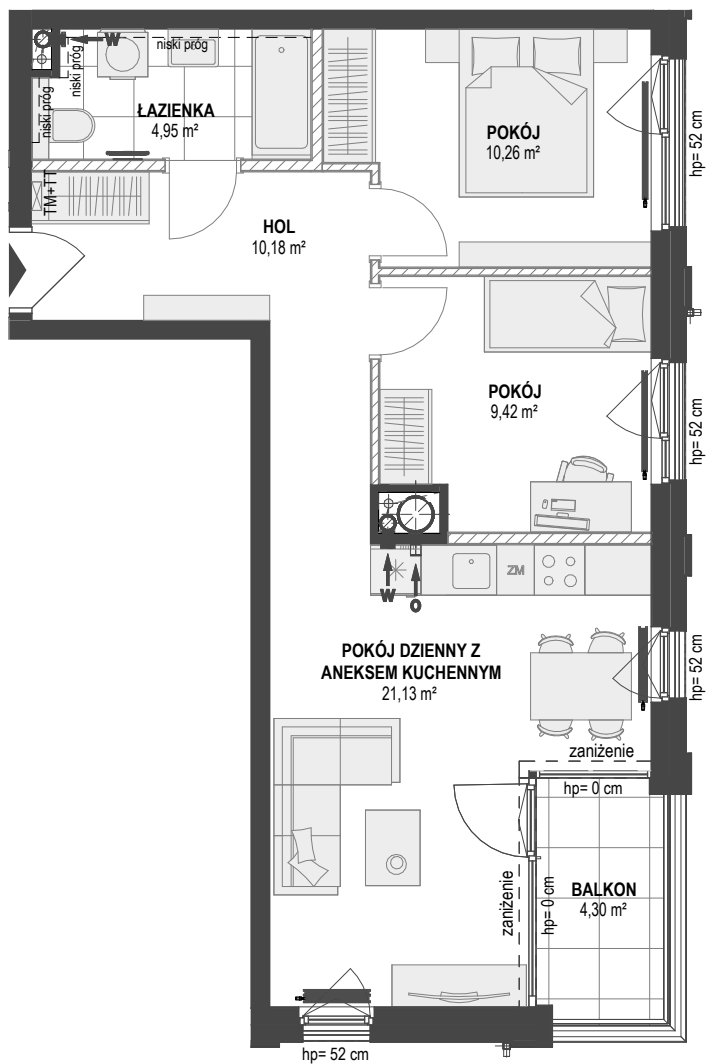 W
niski próg
niski próg
niski próg
ŁAZIENKA
4,95 m²
POKÓJ
10,26 m²
hp= 52 cm
TM+TT
HOL
10,18 m²
POKÓJ
9,42 m²
hp= 52 cm
W
O
ZM
POKÓJ DZIENNY Z
ANEKSEM KUCHENNYM
21,13 m²
hp= 52 cm
zaniżenie
hp= 0 cm
zaniżenie
hp= 0 cm
BALKON
4,30 m²
hp= 52 cm